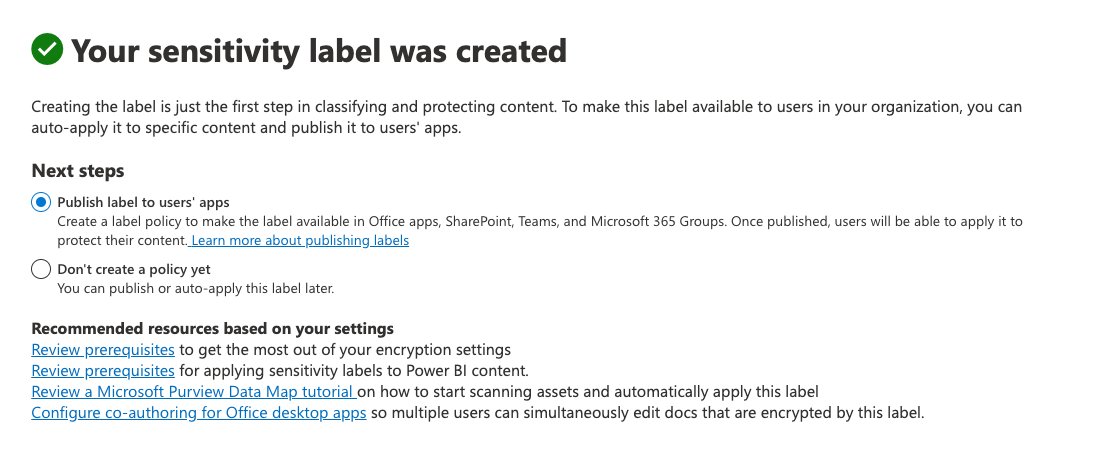 Your sensitivity label was created
Creating the label is just the first step in classifying and protecting content. To make this label available to users in your organization, you can
auto-apply it to specific content and publish it to users' apps.
Next steps
Publish label to users' apps
Create a label policy to make the label available in Office apps, SharePoint, Teams, and Microsoft 365 Groups. Once published, users will be able to apply it to
protect their content. Learn more about publishing labels
Don't create a policy yet
You can publish or auto-apply this label later.
Recommended resources based on your settings
Review prerequisites to get the most out of your encryption settings
Review prerequisites for applying sensitivity labels to Power BI content.
Review a Microsoft Purview Data Map tutorial on how to start scanning assets and automatically apply this label
Configure co-authoring for Office desktop apps so multiple users can simultaneously edit docs that are encrypted by this label.